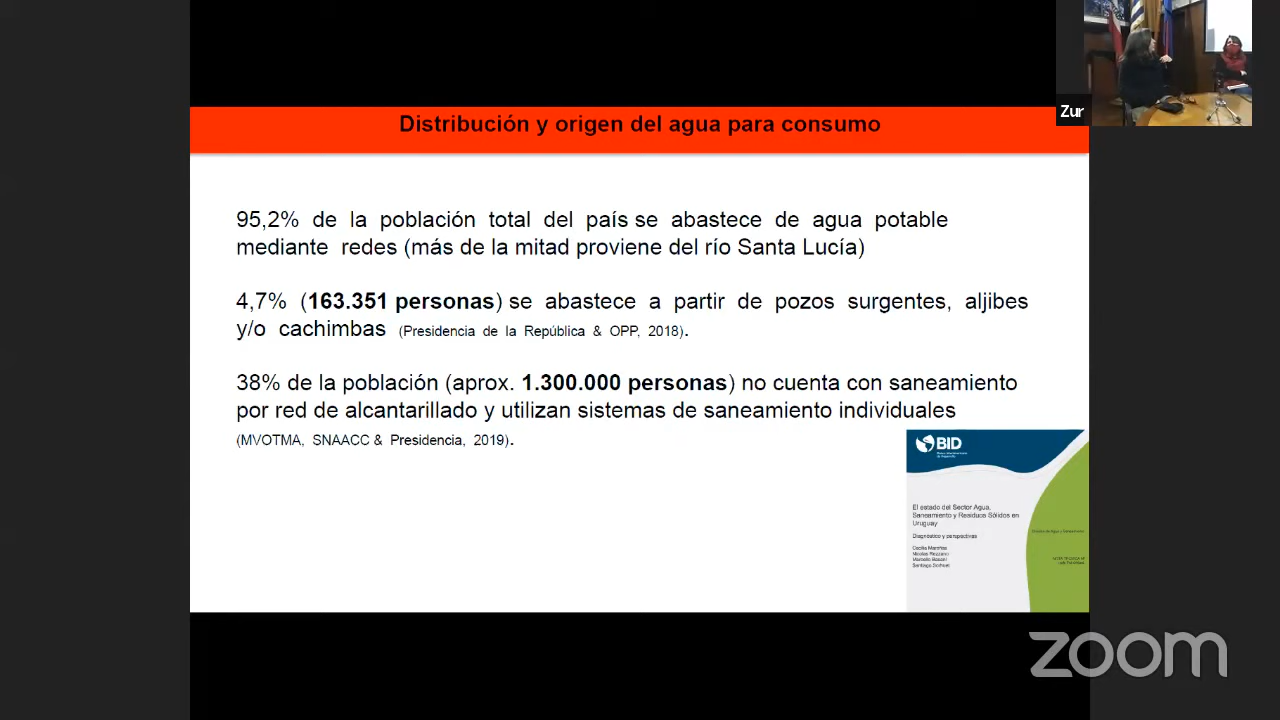 Zur
Distribución y origen del agua para consumo
95,2% de la población total del país se abastece de agua potable
mediante redes (más de la mitad proviene del río Santa Lucía)
4,7% (163.351 personas) se abastece a partir de pozos surgentes, aljibes
y/o cachimbas (Presidencia de la República & OPP, 2018).
38% de la población (aprox. 1.300.000 personas) no cuenta con saneamiento
por red de alcantarillado y utilizan sistemas de saneamiento individuales
(MVOTMA, SNAACC & Presidencia, 2019).
BID
El estado del Sector Agua,
Saneamiento y Residuos Sólidos en
Uruguay
Diagnóstico y perspectivas
zoom